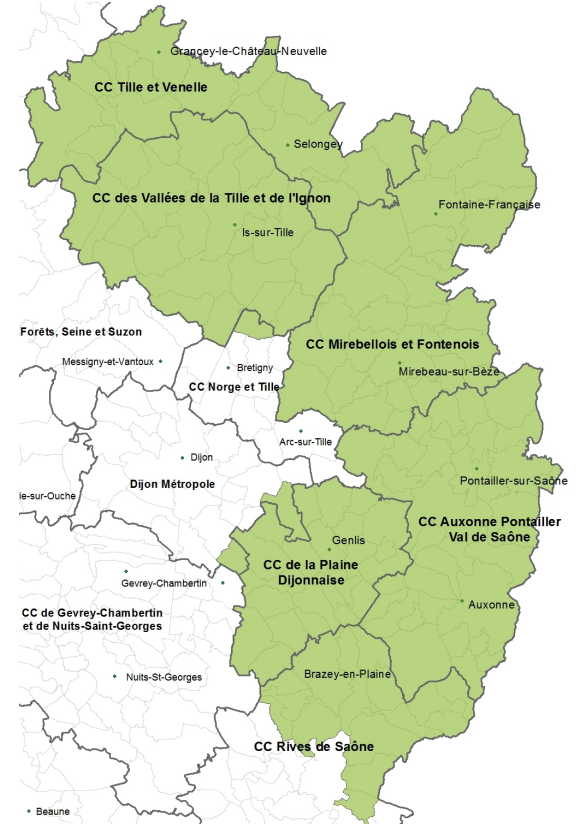 Grançey-le-Château-Neuvelle
CC Tille et Venelle
Selongey
CC des Vallées de la Tille et de l'Ignon
Fontaine-Française
Is-sur-Tille
Forêts, Seine et Suzon
CC Mirebellois et Fontenois
Messigny-et-Vantoux
Bretigny
Mirebeau-sur-Bèze
CC Norge et Tille
Arc-sur-Tille
Dijon
Pontailler-sur-Saône
Dijon Métropole
le-sur-Ouche
CC Auxonne Pontailler
Val de Saône
Genlis
CC de la Plaine
Dijonnaise
Gevrey-Chambertin
Auxonne
CC de Gevrey-Chambertin
et de Nuits-Saint-Georges
Brazey-en-Plaine
Nuits-St-Georges
CC Rives de Saône
Beaune